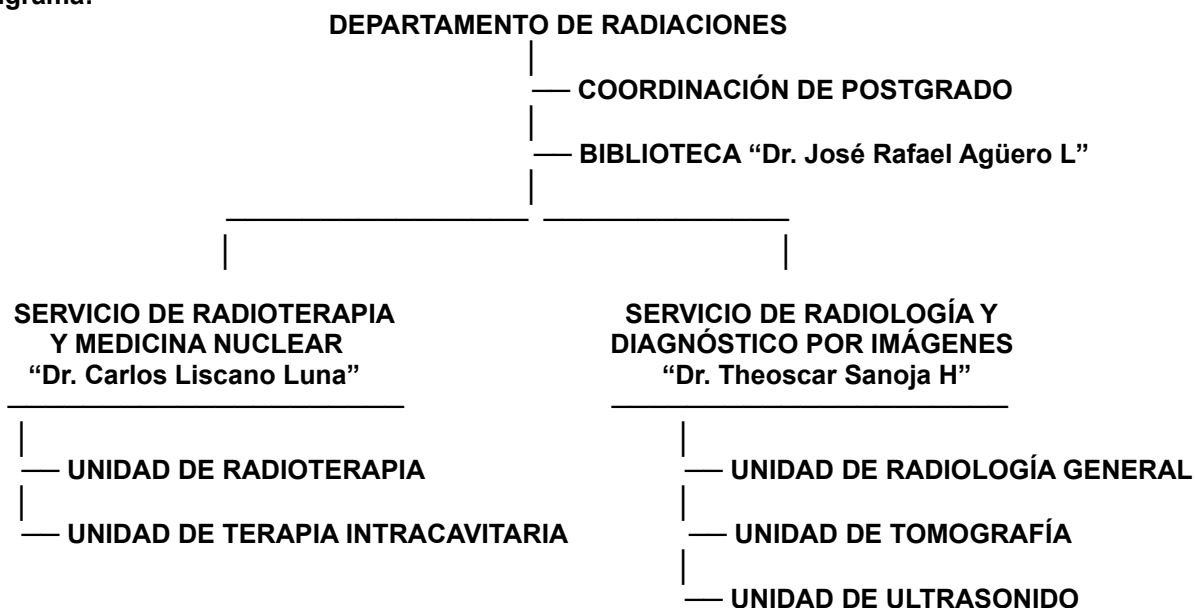 DEPARTAMENTO DE RADIACIONES
COORDINACIÓN DE POSTGRADO
BIBLIOTECA “Dr. José Rafael Agüero L”
SERVICIO DE RADIOTERAPIA
Y MEDICINA NUCLEAR
“Dr. Carlos Liscano Luna”
UNIDAD DE RADIOTERAPIA
UNIDAD DE TERAPIA INTRACAVITARIA
SERVICIO DE RADIOLOGÍA Y
DIAGNÓSTICO POR IMÁGENES
“Dr. Theoscar Sanoja H”
UNIDAD DE RADIOLOGÍA GENERAL
UNIDAD DE TOMOGRAFÍA
UNIDAD DE ULTRASONIDO